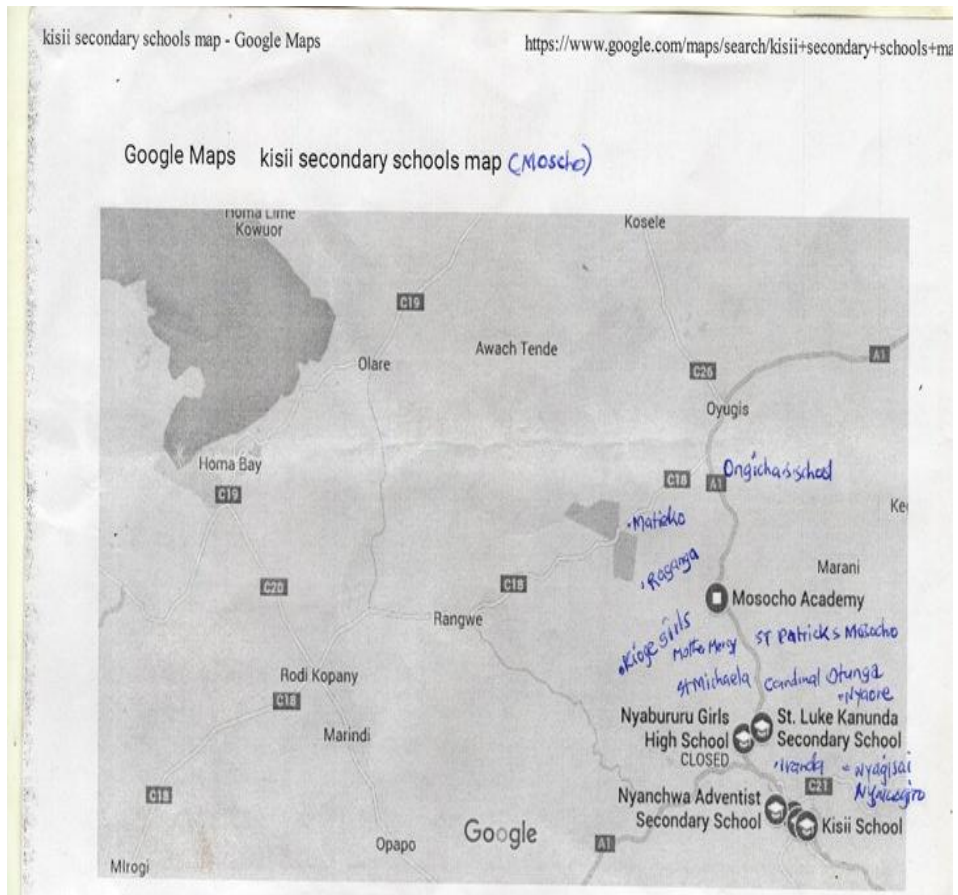 kisii secondary schools map - Google Maps
https://www.google.com/maps/search/kisii+secondary+schools+ma
Google Maps kisii secondary schools map (Moscho)
Homa Lime
Kowuor
Kosele
C19
Awach Tende
Olare
A1
C26
Oyugis
Homa Bay
C19
C18
A1
Ongicha s.school
Ke
Matieko
Raganga
Marani
C20
C18
Mosocho Academy
Rangwe
Kioge girls
Mother Mercy
ST Patricks Mosocho
Rodi Kopany
St Michaela
Cardinal Otunga
Nyaore
C18
Marindi
Nyabururu Girls
High School
CLOSED
St. Luke Kanunda
Secondary School
Iranda
Nyagisai
C21
C18
Nyanchwa Adventist
Secondary School
Kisii School
Google
A1
Opapo
Mirogi